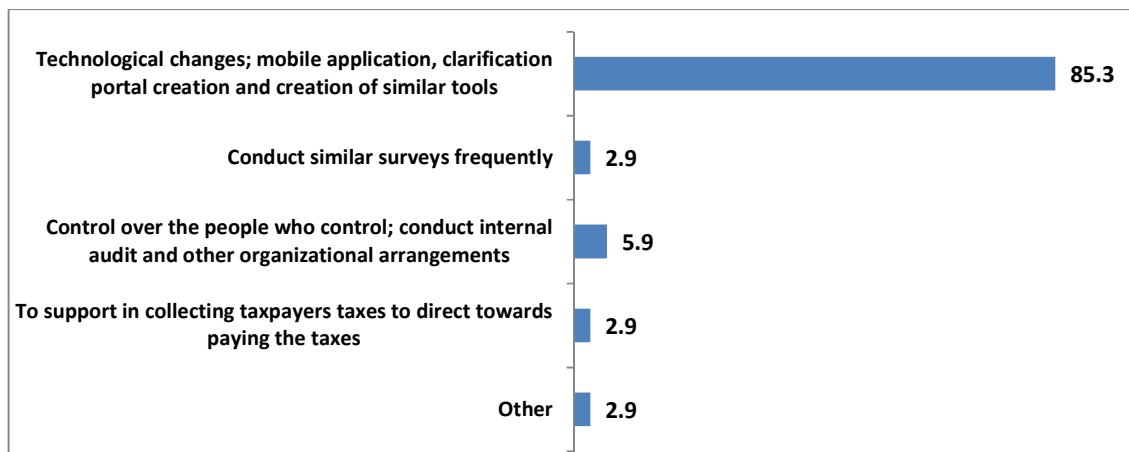 Technological changes; mobile application, clarification
portal creation and creation of similar tools
85.3
Conduct similar surveys frequently
2.9
Control over the people who control; conduct internal
audit and other organizational arrangements
5.9
To support in collecting taxpayers taxes to direct towards
paying the taxes
2.9
Other
2.9